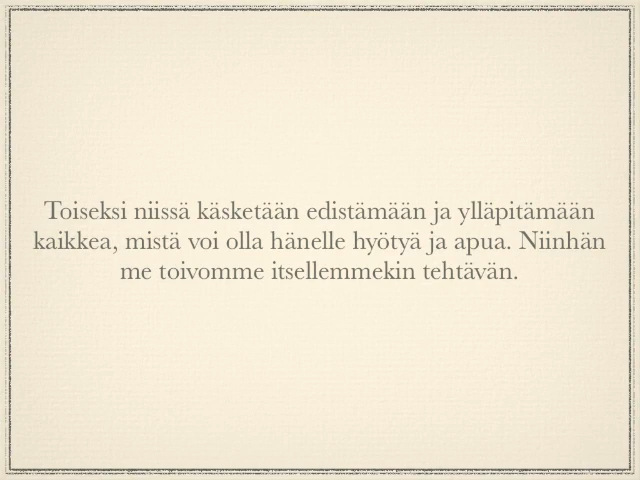 Toiseksi niissä käsketään edistämään ja ylläpitämään
kaikkea, mistä voi olla hänelle hyötyä ja apua. Niinhän
me toivomme itsellemmekin tehtävän.